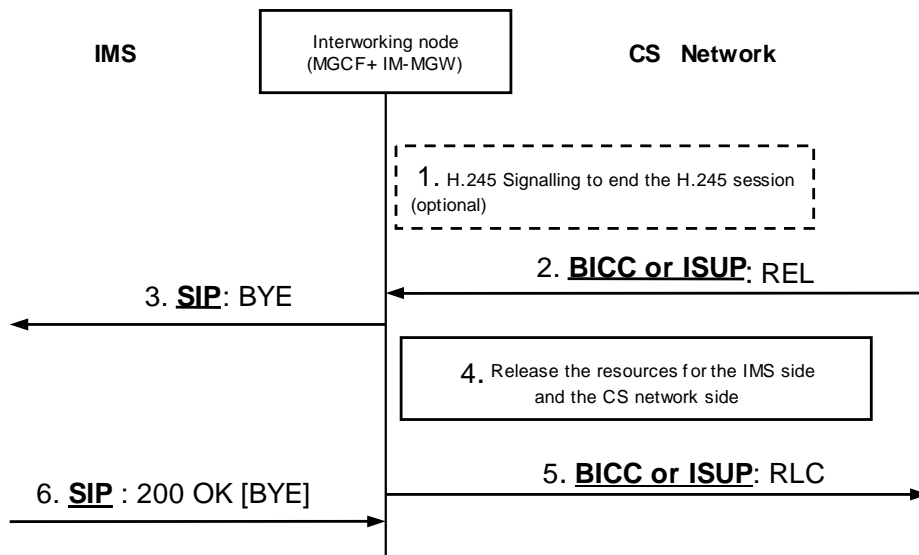 IMS
Interworking node
(MGCF+ IM-MGW)
CS Network
1. H.245 Signalling to end the H.245 session
(optional)
2. BICC or ISUP: REL
3. SIP: BYE
4. Release the resources for the IMS side
and the CS network side
5. BICC or ISUP: RLC
6. SIP : 200 OK [BYE]